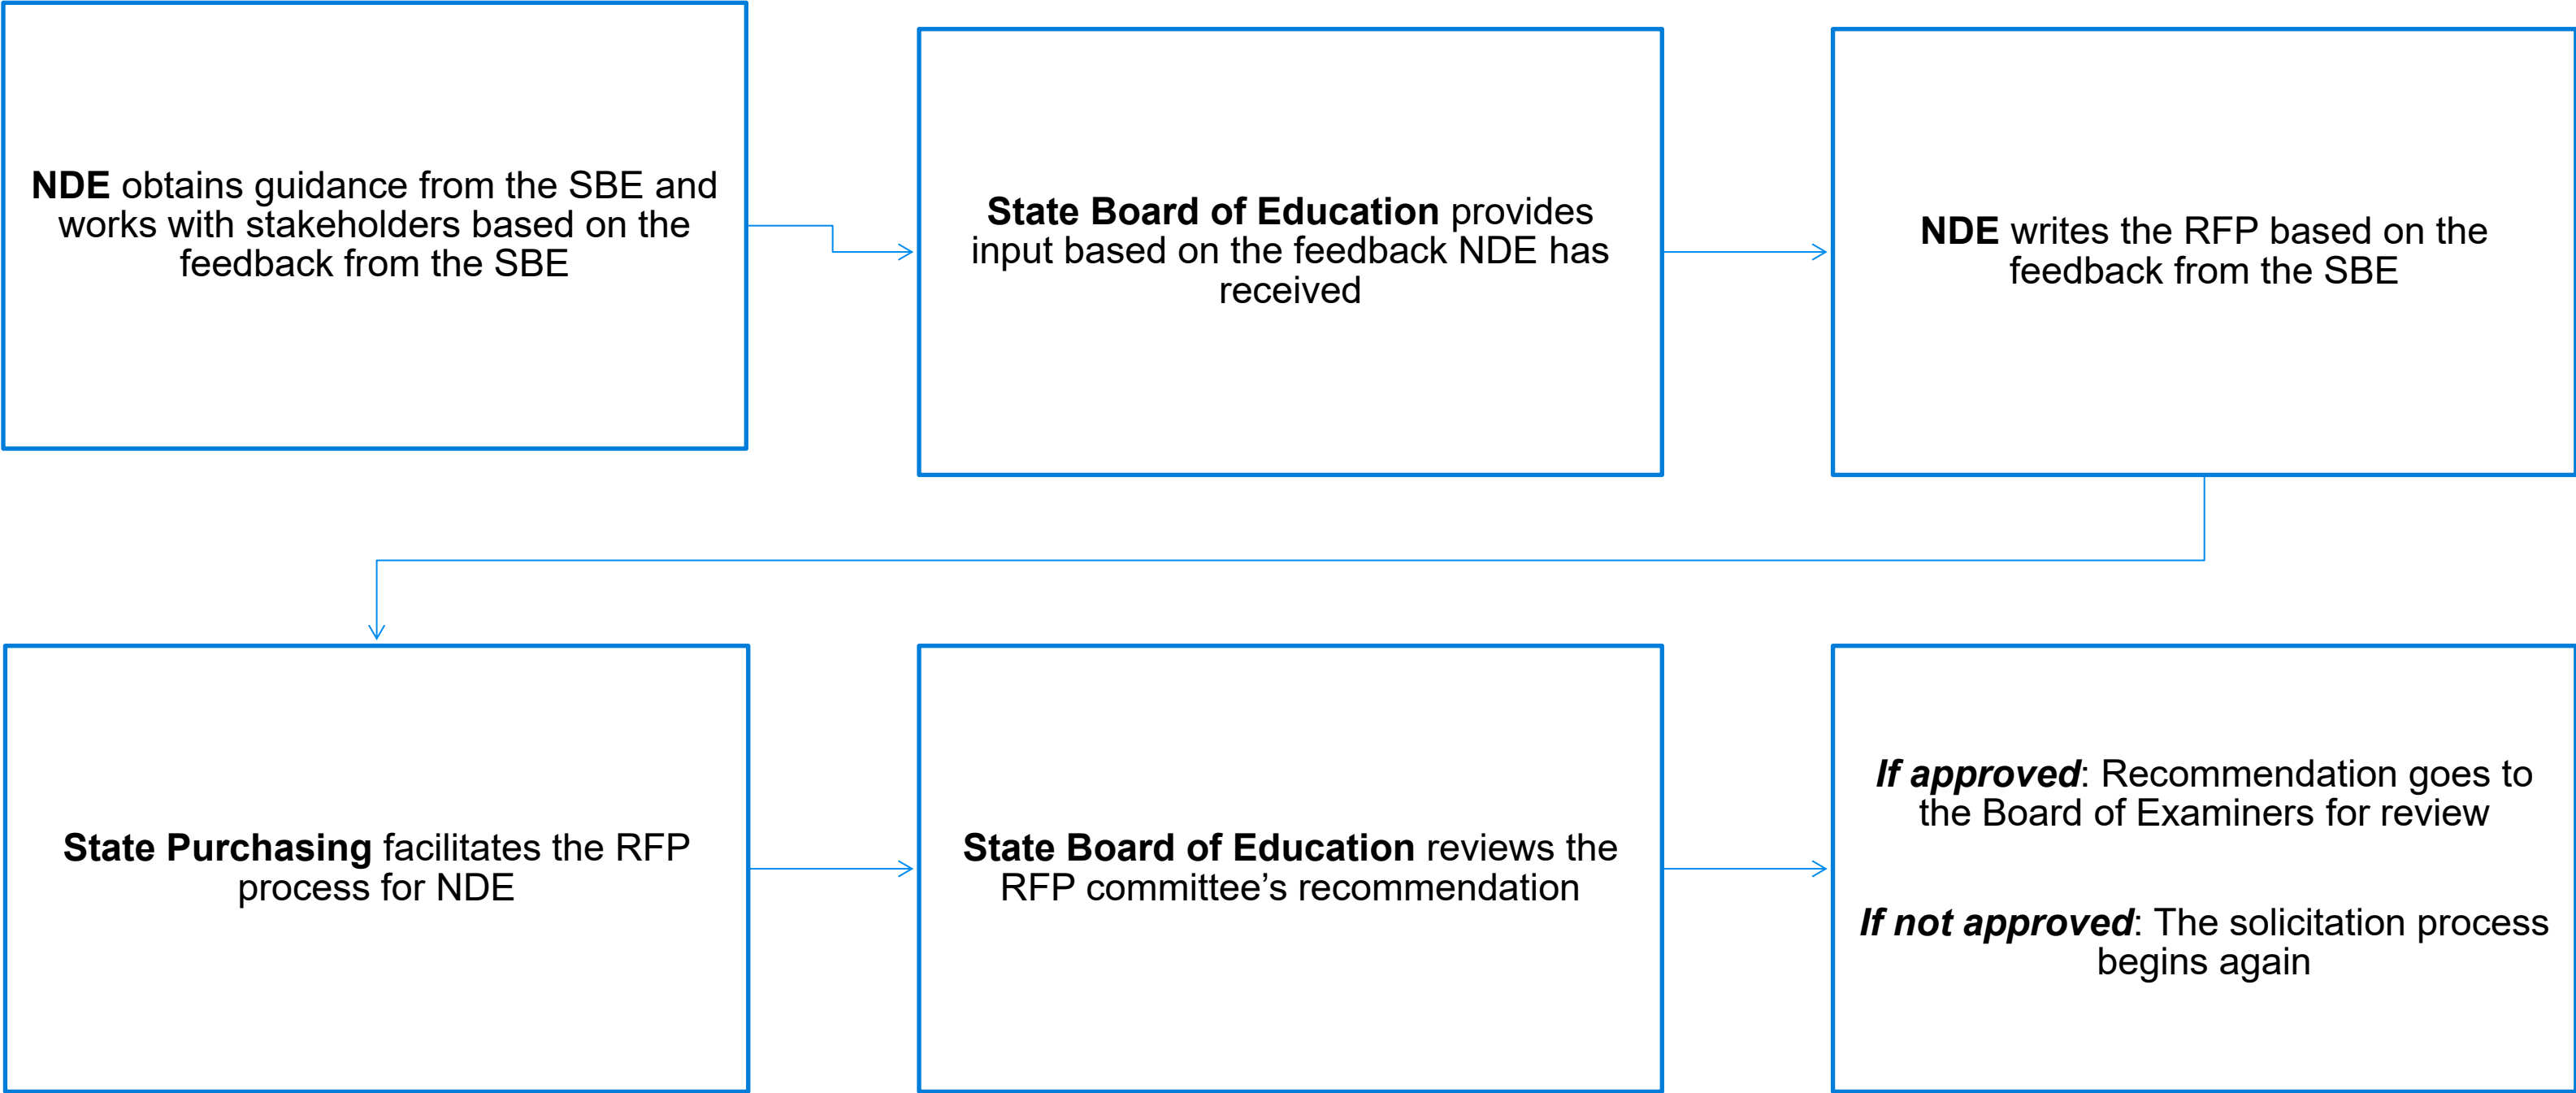 NDE obtains guidance from the SBE and
works with stakeholders based on the
feedback from the SBE
State Board of Education provides
input based on the feedback NDE has
received
NDE writes the RFP based on the
feedback from the SBE
State Purchasing facilitates the RFP
process for NDE
State Board of Education reviews the
RFP committee’s recommendation
If approved: Recommendation goes to
the Board of Examiners for review
If not approved: The solicitation process
begins again